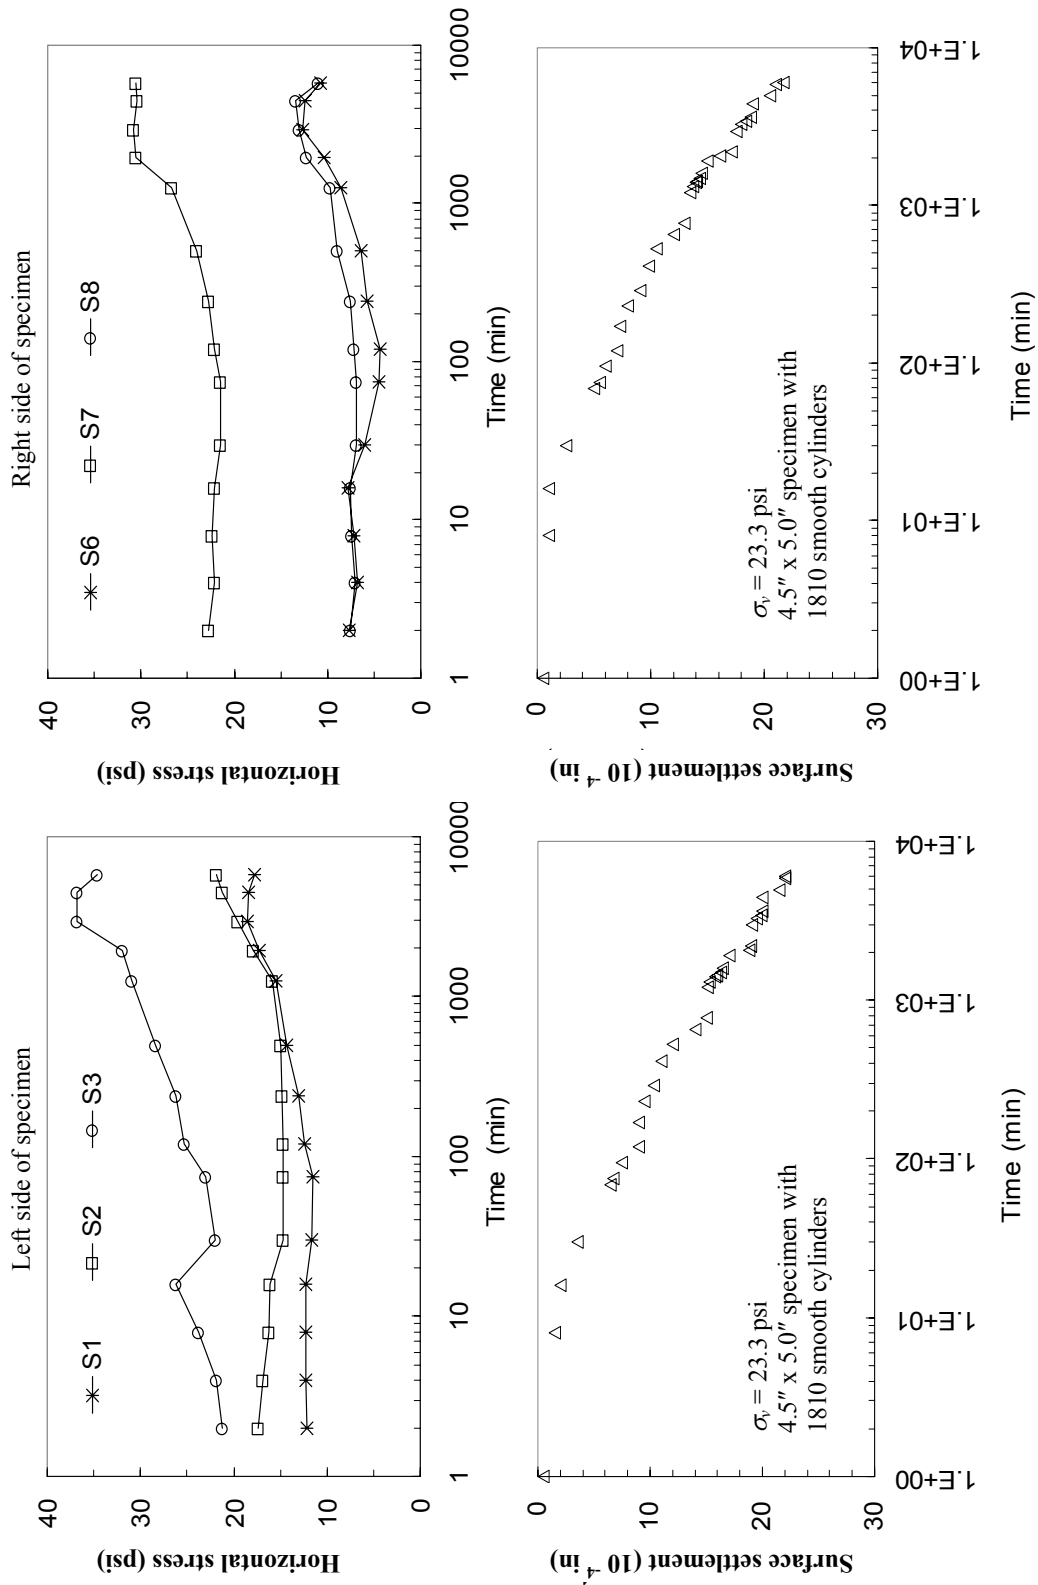 Left side of specimen
S1 S2 S3
40
30
20
10
0
Horizontal stress (psi)
1 10 100 1000 10000
Time (min)
Right side of specimen
S6 S7 S8
40
30
20
10
0
Horizontal stress (psi)
1 10 100 1000 10000
Time (min)
0
10
20
30
Surface settlement (10⁻⁴ in)
σᵥ = 23.3 psi
4.5″ x 5.0″ specimen with
1810 smooth cylinders
1.E+00 1.E+01 1.E+02 1.E+03 1.E+04
Time (min)
0
10
20
30
Surface settlement (10⁻⁴ in)
σᵥ = 23.3 psi
4.5″ x 5.0″ specimen with
1810 smooth cylinders
1.E+00 1.E+01 1.E+02 1.E+03 1.E+04
Time (min)